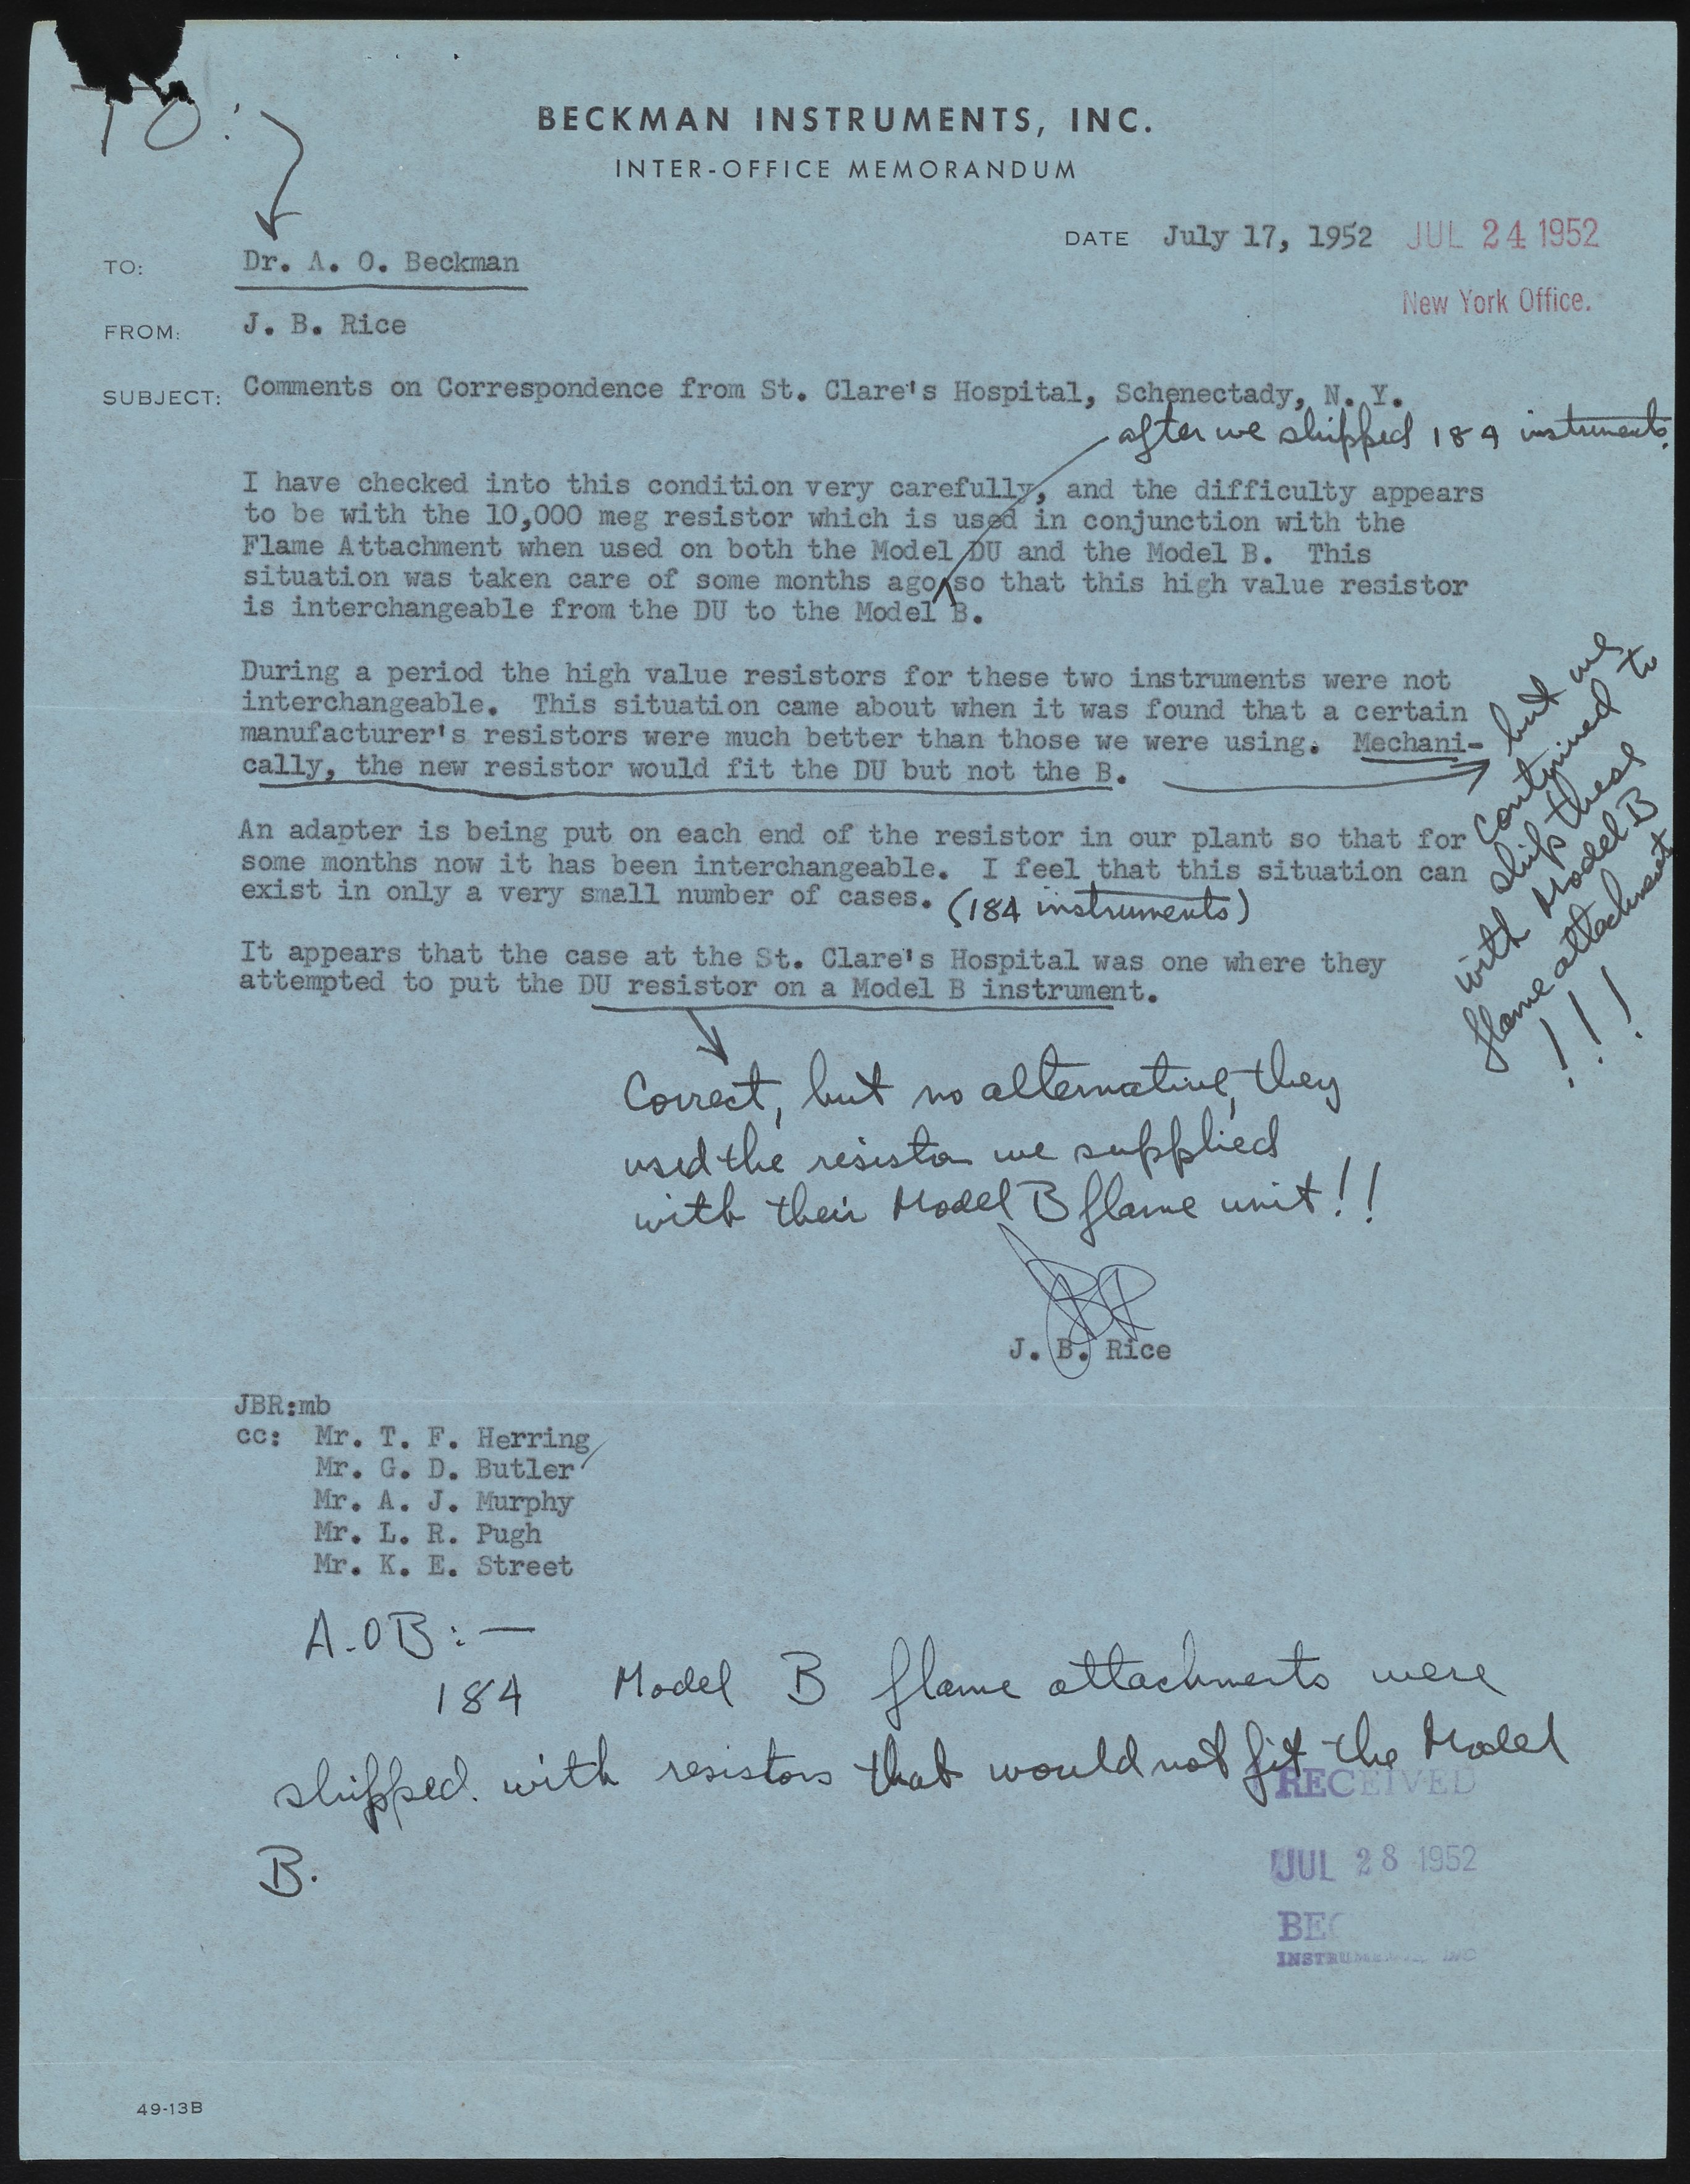 TO:
BECKMAN INSTRUMENTS, INC.
INTER-OFFICE MEMORANDUM
DATE July 17, 1952 JUL 24 1952
New York Office.
TO: Dr. A. O. Beckman
FROM: J. B. Rice
SUBJECT: Comments on Correspondence from St. Clare's Hospital, Schenectady, N. Y.
after we shipped 184 instruments.
I have checked into this condition very carefully, and the difficulty appears
to be with the 10,000 meg resistor which is used in conjunction with the
Flame Attachment when used on both the Model DU and the Model B. This
situation was taken care of some months ago so that this high value resistor
is interchangeable from the DU to the Model B.
During a period the high value resistors for these two instruments were not
interchangeable. This situation came about when it was found that a certain
manufacturer's resistors were much better than those we were using. Mechani-
cally, the new resistor would fit the DU but not the B.
but we
continued to
ship these
with Model B
flame attachment
!!!
An adapter is being put on each end of the resistor in our plant so that for
some months now it has been interchangeable. I feel that this situation can
exist in only a very small number of cases. (184 instruments)
It appears that the case at the St. Clare's Hospital was one where they
attempted to put the DU resistor on a Model B instrument.
Correct, but no alternative, they
used the resistor we supplied
with their Model B flame unit!!
J. B. Rice
JBR:mb
cc: Mr. T. F. Herring
Mr. G. D. Butler
Mr. A. J. Murphy
Mr. L. R. Pugh
Mr. K. E. Street
A.OB:—
184 Model B flame attachments were
shipped with resistors that would not fit the Model
B.
RECEIVED
JUL 28 1952
49-13B